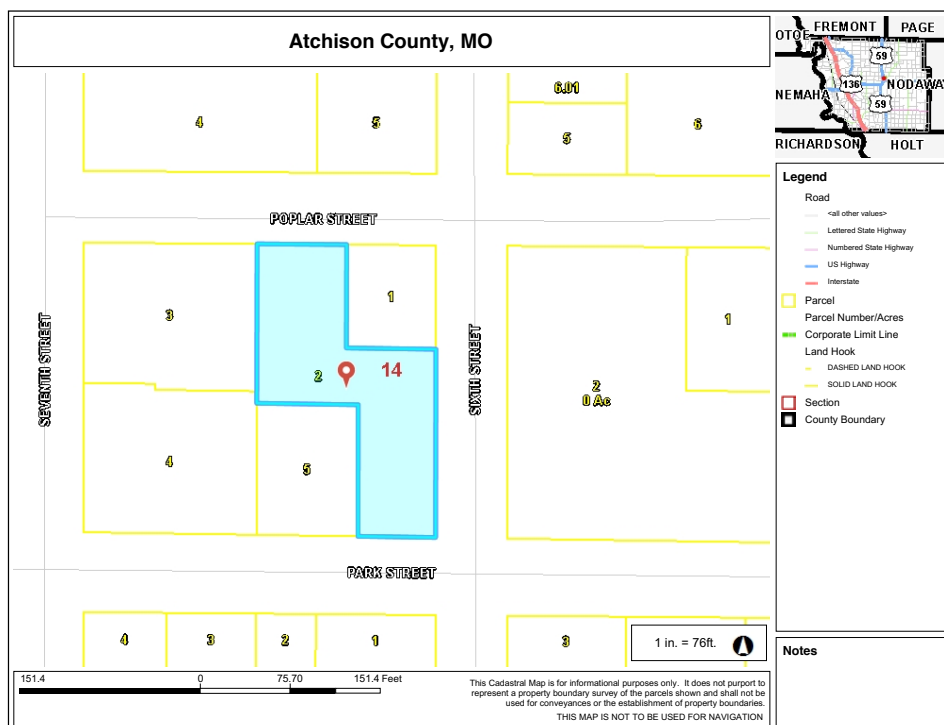 Atchison County, MO
OTOE
FREMONT
PAGE
59
136
NODAWAY
NEMAHA
59
RICHARDSON
HOLT
6.01
4
5
5
6
POPLAR STREET
3
1
1
2
14
2
0 Ac
SEVENTH STREET
SIXTH STREET
4
5
PARK STREET
4
3
2
1
3
1 in. = 76ft.
Legend
Road
<all other values>
Lettered State Highway
Numbered State Highway
US Highway
Interstate
Parcel
Parcel Number/Acres
Corporate Limit Line
Land Hook
DASHED LAND HOOK
SOLID LAND HOOK
Section
County Boundary
Notes
151.4
0
75.70
151.4 Feet
This Cadastral Map is for informational purposes only. It does not purport to
represent a property boundary survey of the parcels shown and shall not be
used for conveyances or the establishment of property boundaries.
THIS MAP IS NOT TO BE USED FOR NAVIGATION